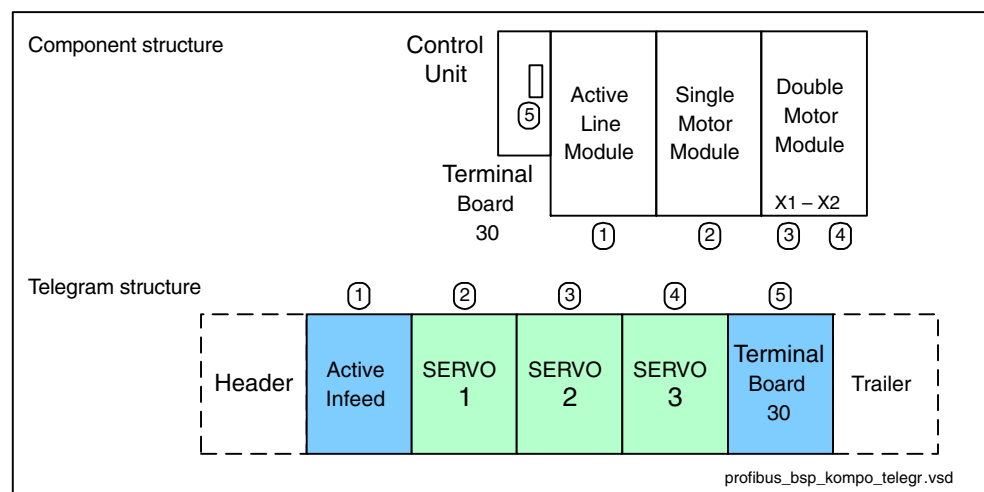 Component structure
Control
Unit
5
Terminal
Board
30
Active
Line
Module
Single
Motor
Module
Double
Motor
Module
X1 – X2
1
2
3
4
Telegram structure
1
2
3
4
5
Header
Active
Infeed
SERVO
1
SERVO
2
SERVO
3
Terminal
Board
30
Trailer
profibus_bsp_kompo_telegr.vsd